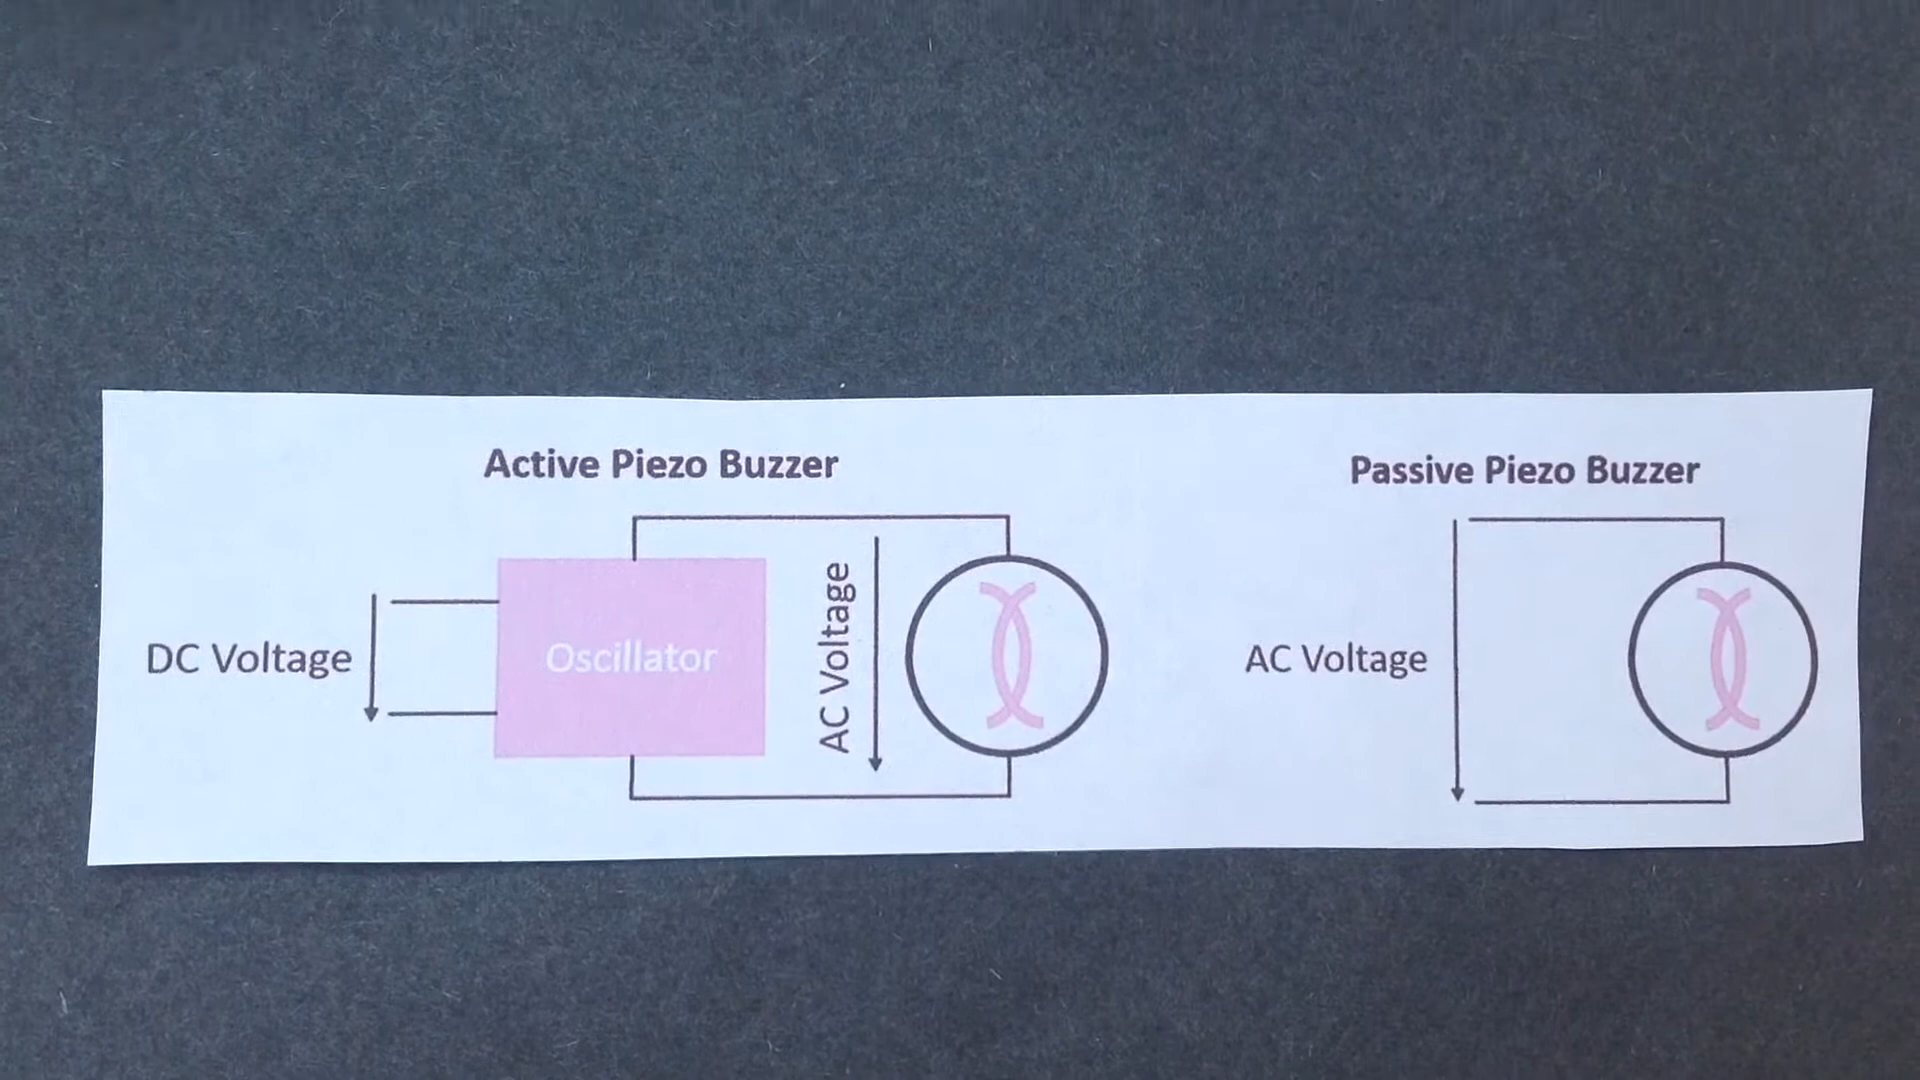 Active Piezo Buzzer
DC Voltage
Oscillator
AC Voltage
Passive Piezo Buzzer
AC Voltage